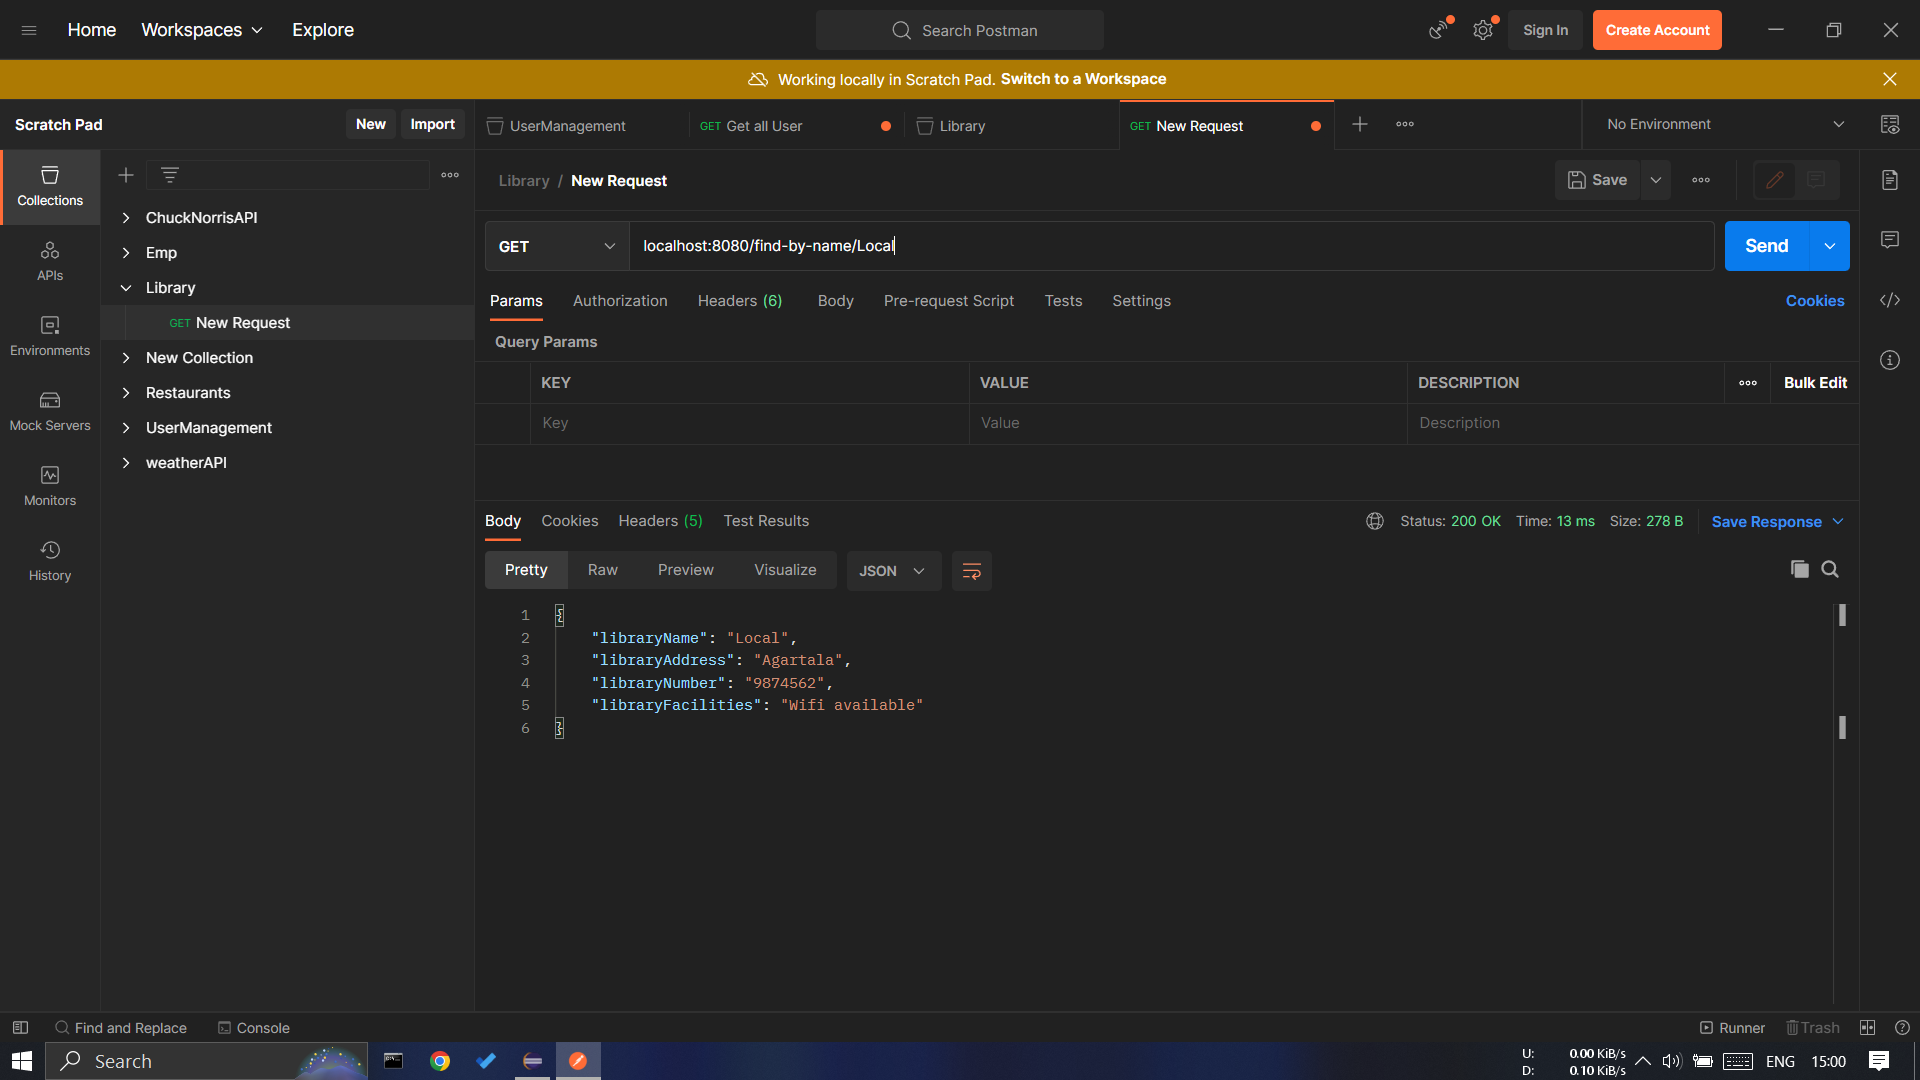 Home Workspaces Explore Search Postman Sign In Create Account
Working locally in Scratch Pad. Switch to a Workspace
Scratch Pad New Import UserManagement GET Get all User Library GET New Request No Environment
Collections
APIs
Environments
Mock Servers
Monitors
History
ChuckNorrisAPI
Emp
Library
GET New Request
New Collection
Restaurants
UserManagement
weatherAPI
Library / New Request Save
GET localhost:8080/find-by-name/Local Send
Params Authorization Headers (6) Body Pre-request Script Tests Settings Cookies
Query Params
KEY VALUE DESCRIPTION Bulk Edit
Key Value Description
Body Cookies Headers (5) Test Results Status: 200 OK Time: 13 ms Size: 278 B Save Response
Pretty Raw Preview Visualize JSON
1 {
2 "libraryName": "Local",
3 "libraryAddress": "Agartala",
4 "libraryNumber": "9874562",
5 "libraryFacilities": "Wifi available"
6 }
Find and Replace Console Runner Trash
Search U: 0.00 KiB/s ENG 15:00
D: 0.10 KiB/s